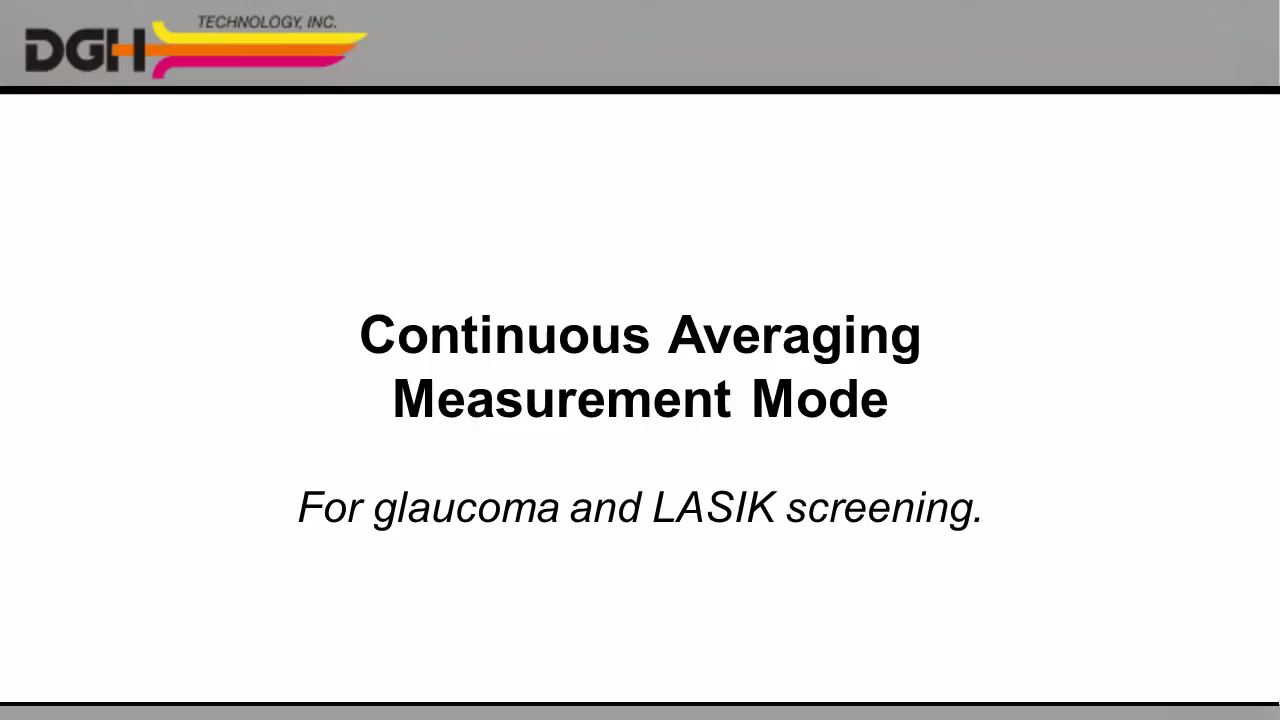 TECHNOLOGY, INC.
DGH
Continuous Averaging
Measurement Mode
For glaucoma and LASIK screening.